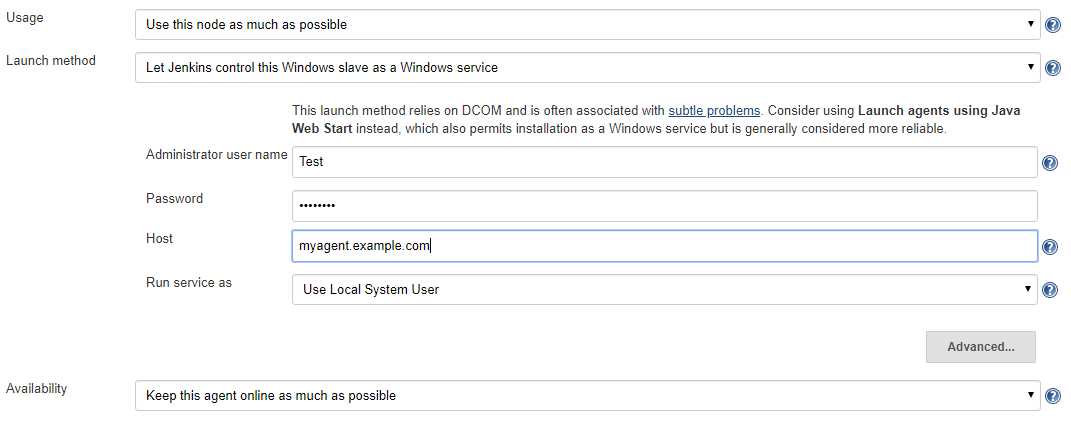 Usage
Use this node as much as possible
Launch method
Let Jenkins control this Windows slave as a Windows service
This launch method relies on DCOM and is often associated with subtle problems. Consider using Launch agents using Java
Web Start instead, which also permits installation as a Windows service but is generally considered more reliable.
Administrator user name
Test
Password
••••••••
Host
myagent.example.com
Run service as
Use Local System User
Advanced...
Availability
Keep this agent online as much as possible